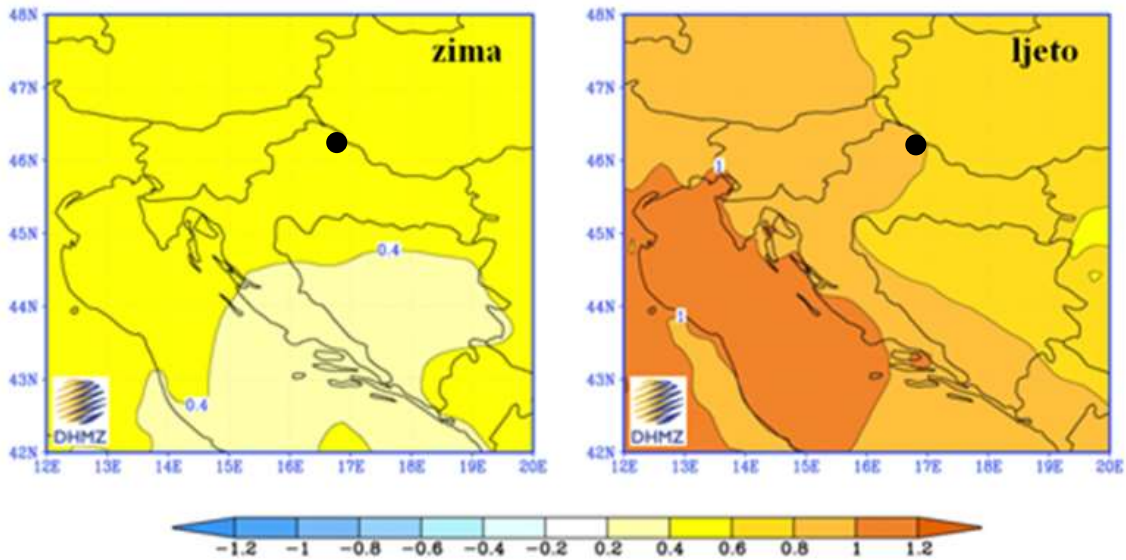 zima
48N
47N
46N
45N
44N
43N
42N
0.4
0.4
DHMZ
12E 13E 14E 15E 16E 17E 18E 19E 20E
ljeto
48N
47N
46N
45N
44N
43N
42N
1
1
DHMZ
12E 13E 14E 15E 16E 17E 18E 19E 20E
-1.2 -1 -0.8 -0.6 -0.4 -0.2 0.2 0.4 0.6 0.8 1 1.2